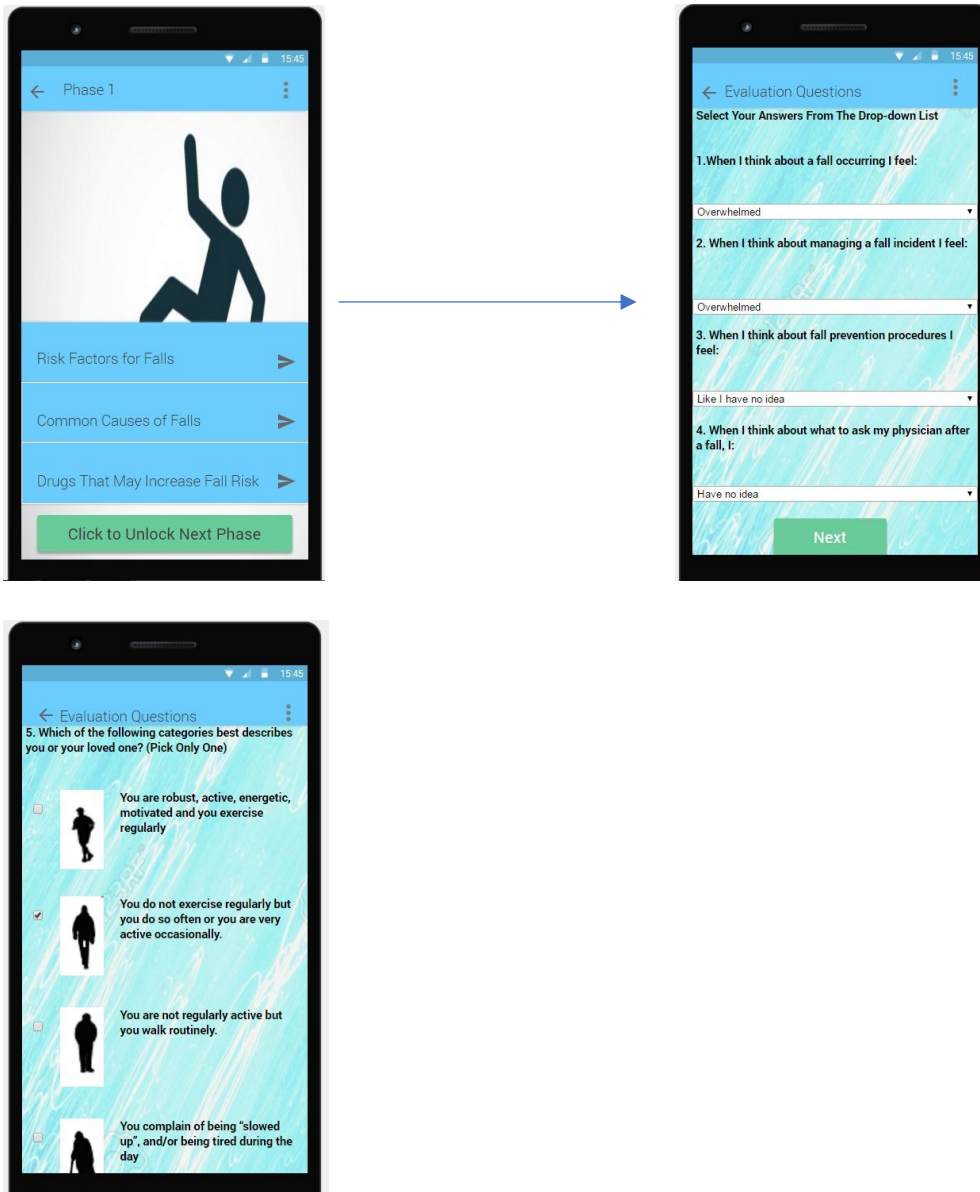 15:45
Phase 1
Risk Factors for Falls
Common Causes of Falls
Drugs That May Increase Fall Risk
Click to Unlock Next Phase
15:45
Evaluation Questions
Select Your Answers From The Drop-down List
1.When I think about a fall occurring I feel:
Overwhelmed
2. When I think about managing a fall incident I feel:
Overwhelmed
3. When I think about fall prevention procedures I
feel:
Like I have no idea
4. When I think about what to ask my physician after
a fall, I:
Have no idea
Next
15:45
Evaluation Questions
5. Which of the following categories best describes
you or your loved one? (Pick Only One)
You are robust, active, energetic,
motivated and you exercise
regularly
You do not exercise regularly but
you do so often or you are very
active occasionally.
You are not regularly active but
you walk routinely.
You complain of being “slowed
up”, and/or being tired during the
day